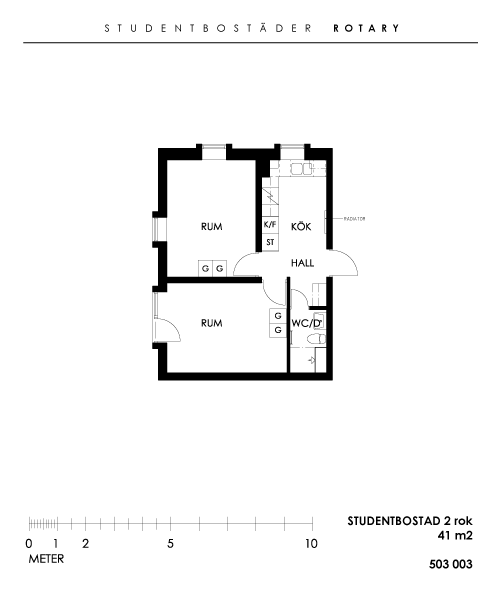 STUDENTBOSTÄDER ROTARY
RUM
K/F
KÖK
RADIATOR
ST
HALL
G G
RUM
G
G
WC/D
0 1 2 5 10
METER
STUDENTBOSTAD 2 rok
41 m2
503 003